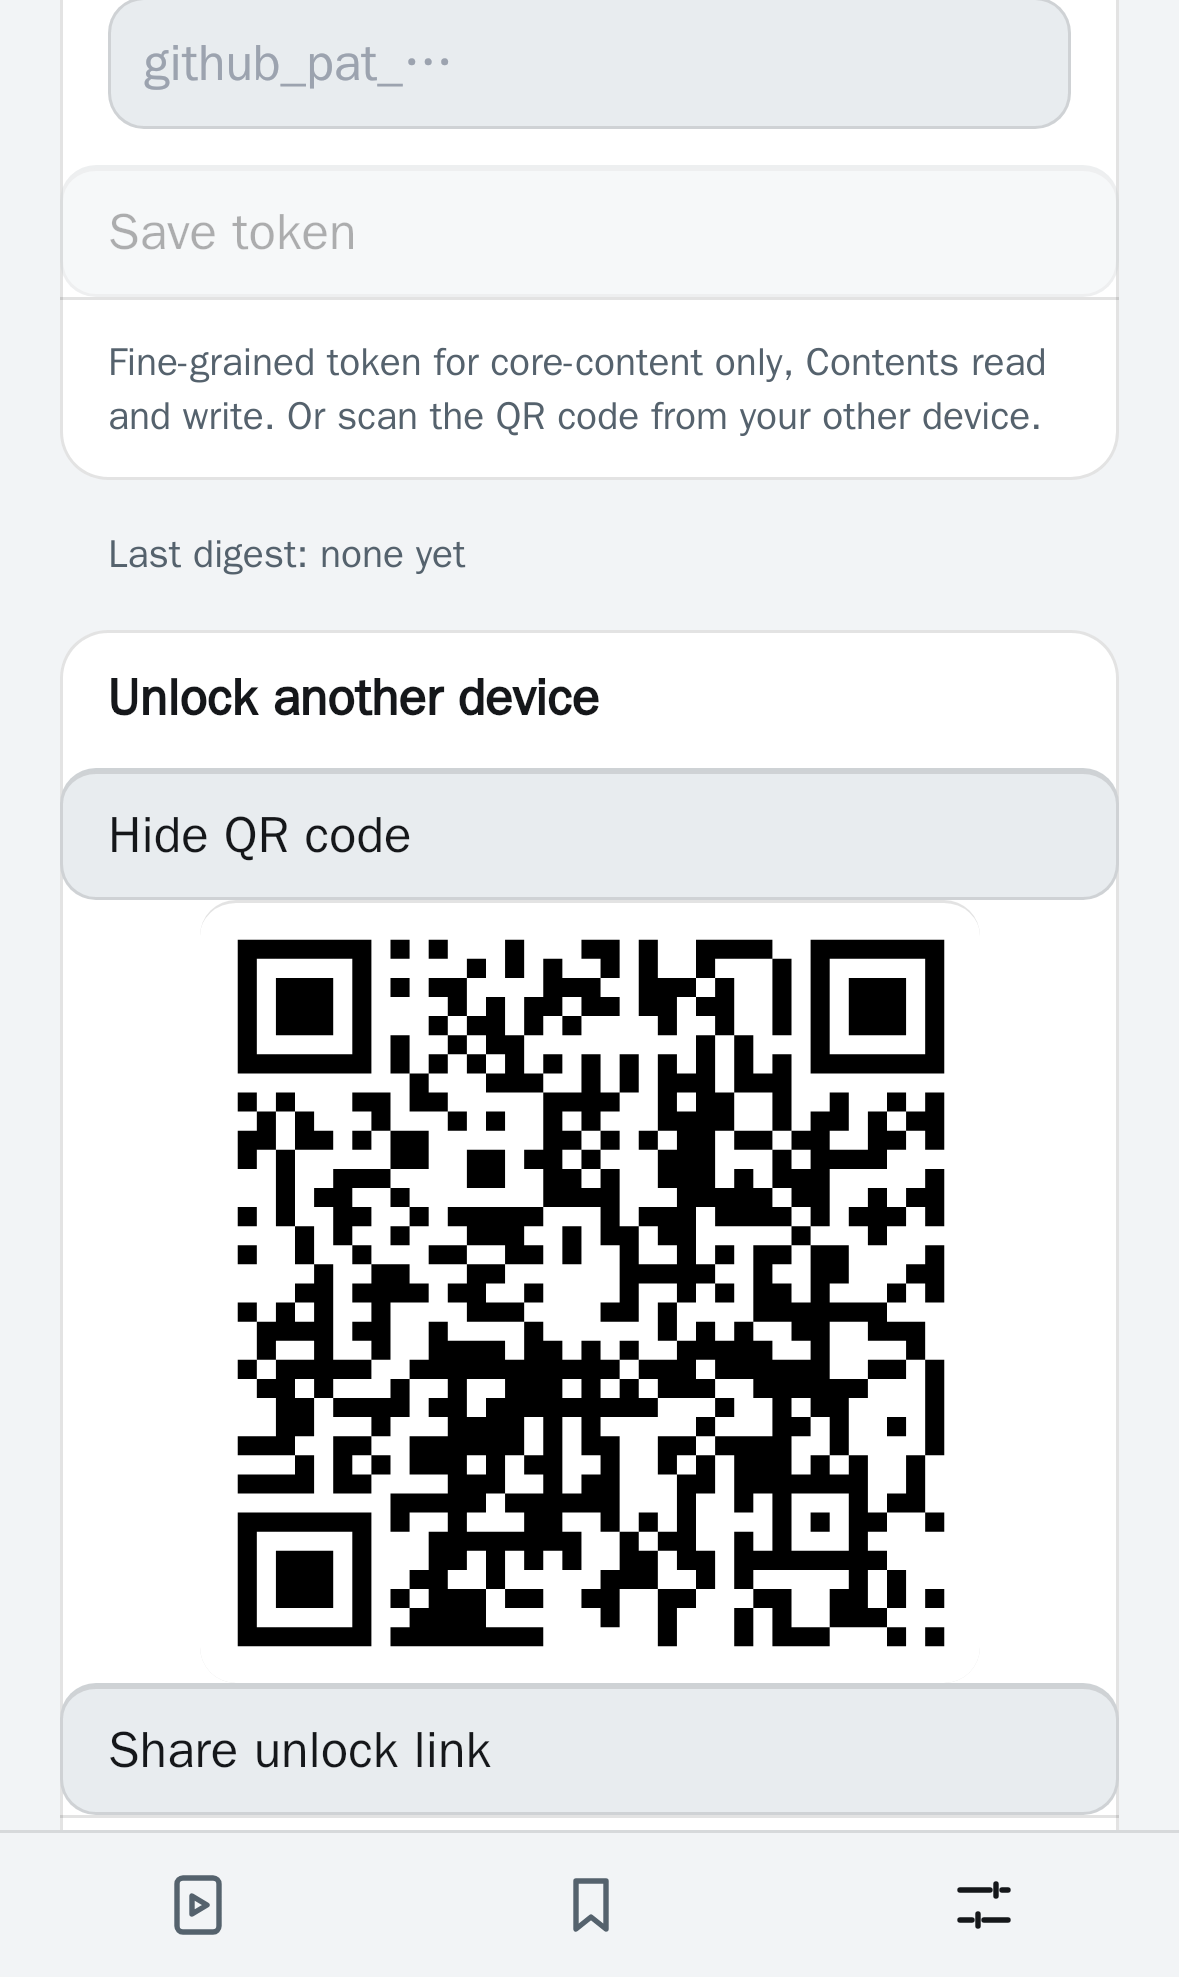 github_pat_···
Save token
Fine-grained token for core-content only, Contents read
and write. Or scan the QR code from your other device.
Last digest: none yet
Unlock another device
Hide QR code
Share unlock link